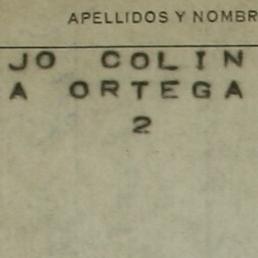 APELLIDOS Y NOMBR
JO COLIN
A ORTEGA
2